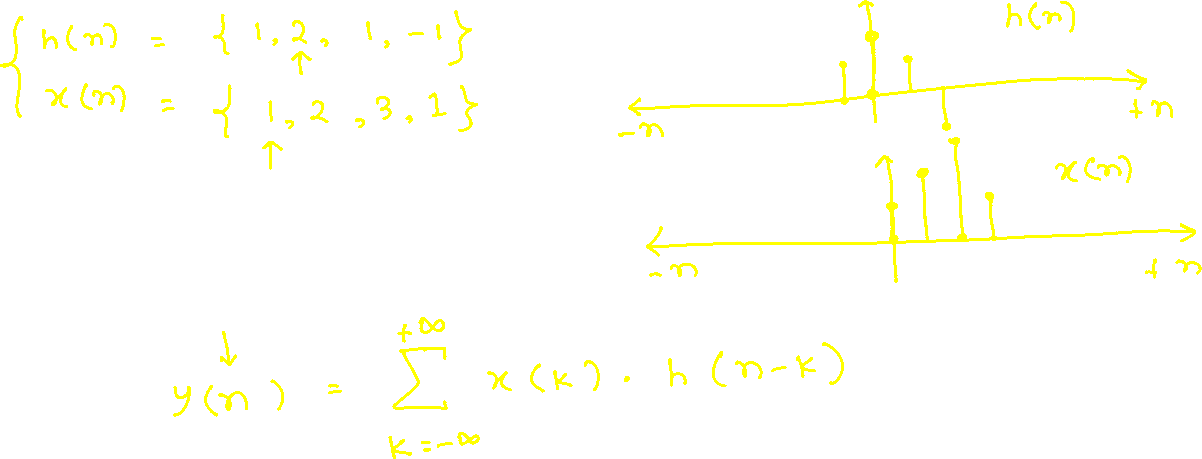 h(n) = { 1, 2, 1, -1}
↑
x(n) = { 1, 2, 3, 1}
↑
h(n)
-n +n
x(n)
-n +n
y(n) = +∞ ∑ k=-∞ x(k) · h(n-k)